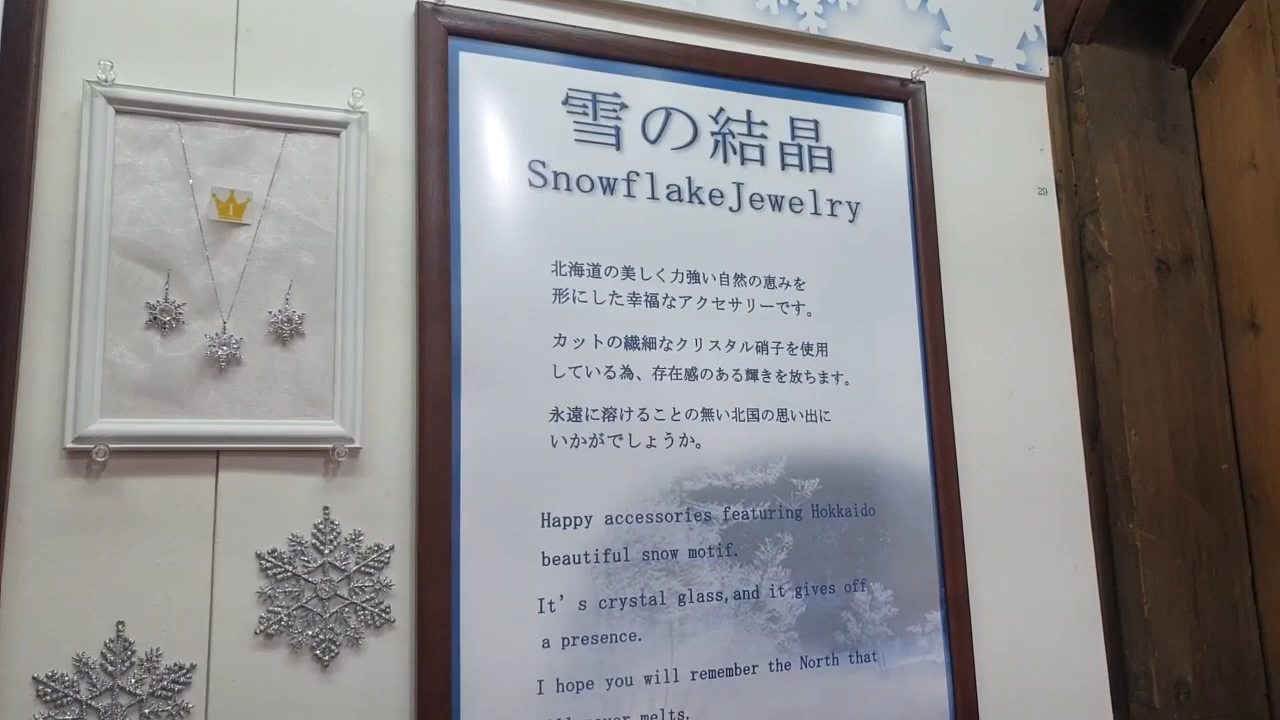 1
雪の結晶
SnowflakeJewelry
29
北海道の美しく力強い自然の恵みを
形にした幸福なアクセサリーです。
カットの繊細なクリスタル硝子を使用
している為、存在感のある輝きを放ちます。
永遠に溶けることの無い北国の思い出に
いかがでしょうか。
Happy accessories featuring Hokkaido
beautiful snow motif.
It's crystal glass,and it gives off
a presence.
I hope you will remember the North that
never melts.